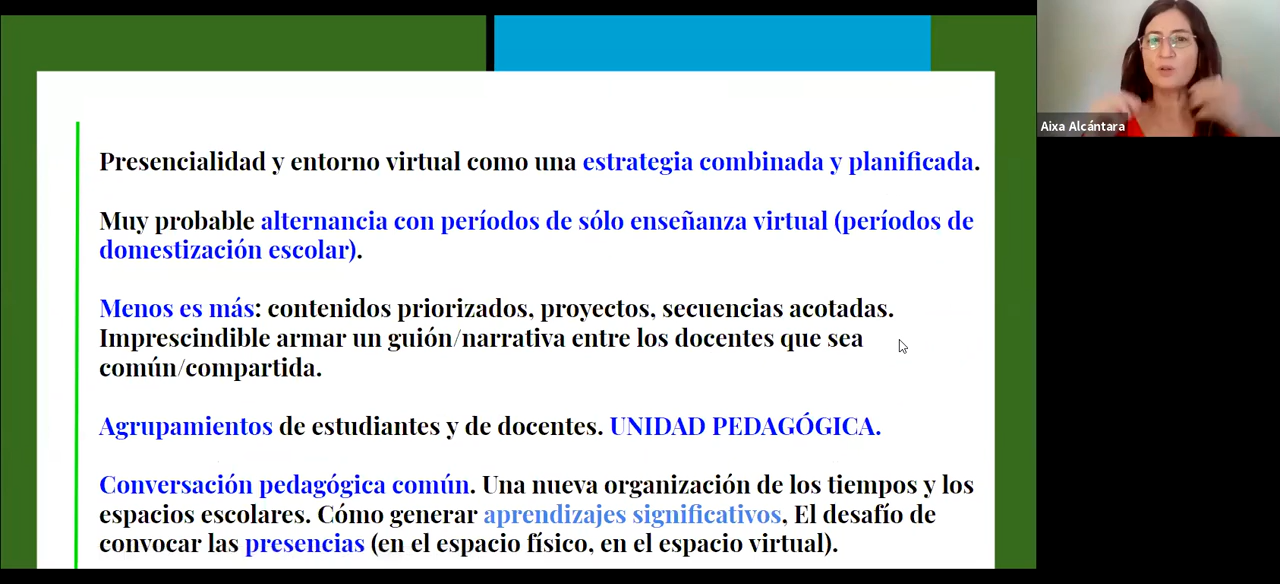 Aixa Alcántara
Presencialidad y entorno virtual como una estrategia combinada y planificada.
Muy probable alternancia con períodos de sólo enseñanza virtual (períodos de
domestización escolar).
Menos es más: contenidos priorizados, proyectos, secuencias acotadas.
Imprescindible armar un guión/narrativa entre los docentes que sea
común/compartida.
Agrupamientos de estudiantes y de docentes. UNIDAD PEDAGÓGICA.
Conversación pedagógica común. Una nueva organización de los tiempos y los
espacios escolares. Cómo generar aprendizajes significativos, El desafío de
convocar las presencias (en el espacio físico, en el espacio virtual).